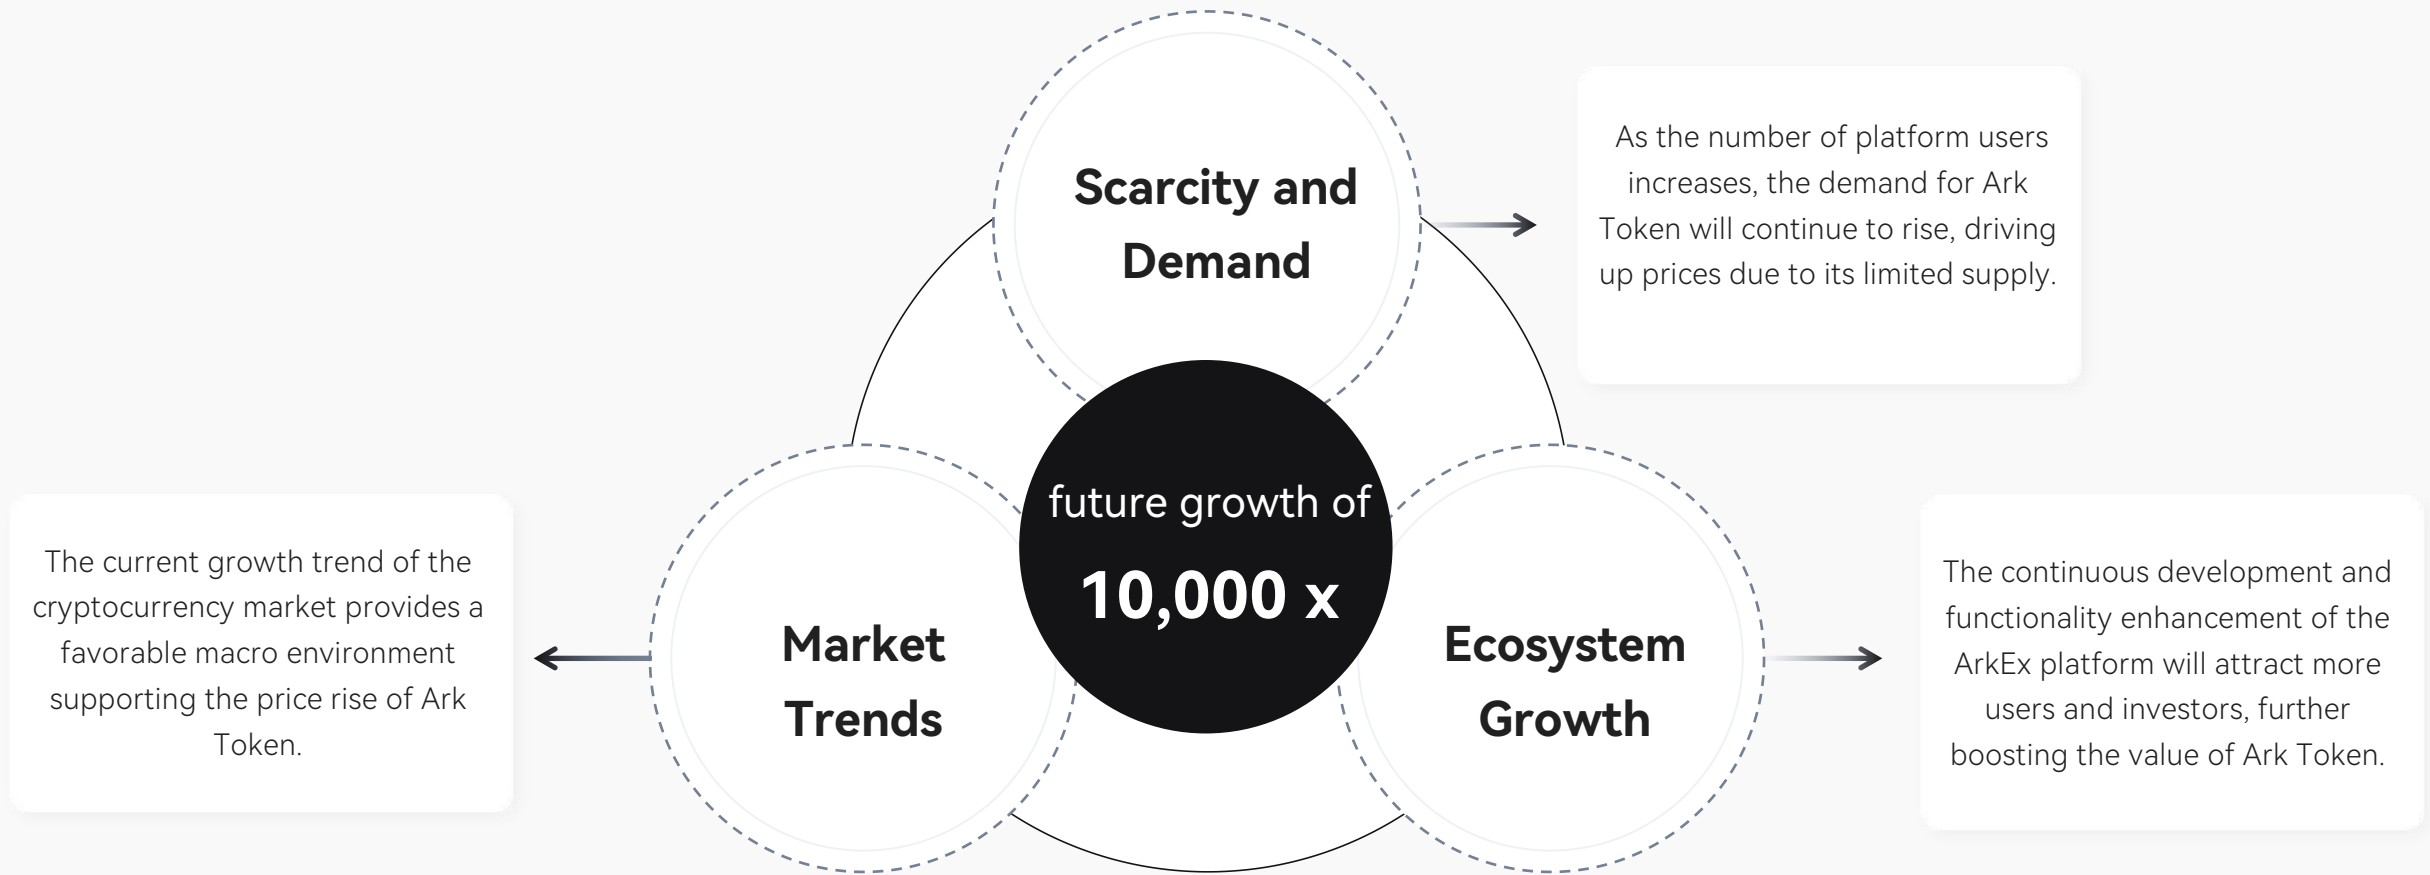 Scarcity and
Demand
As the number of platform users
increases, the demand for Ark
Token will continue to rise, driving
up prices due to its limited supply.
future growth of
10,000 x
Market
Trends
The current growth trend of the
cryptocurrency market provides a
favorable macro environment
supporting the price rise of Ark
Token.
Ecosystem
Growth
The continuous development and
functionality enhancement of the
ArkEx platform will attract more
users and investors, further
boosting the value of Ark Token.